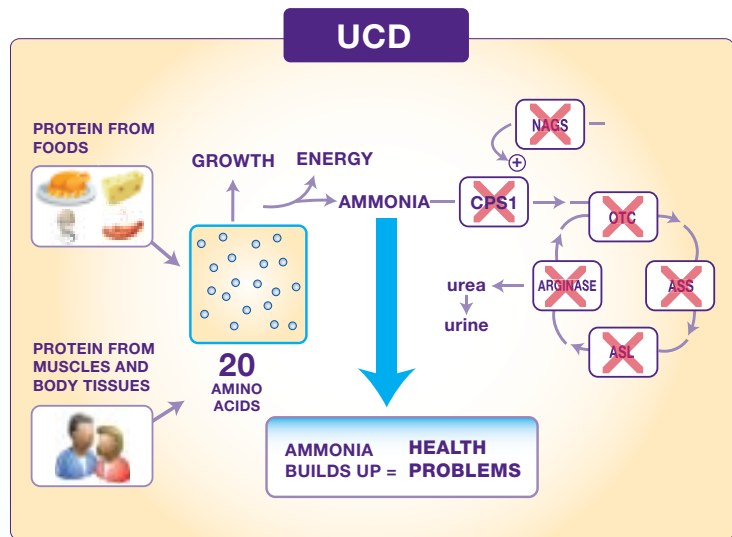 UCD
PROTEIN FROM
FOODS
GROWTH
ENERGY
AMMONIA
NAGS
+
CPS1
OTC
ASS
ASL
ARGINASE
urea
urine
20
AMINO
ACIDS
PROTEIN FROM
MUSCLES AND
BODY TISSUES
AMMONIA HEALTH
BUILDS UP = PROBLEMS